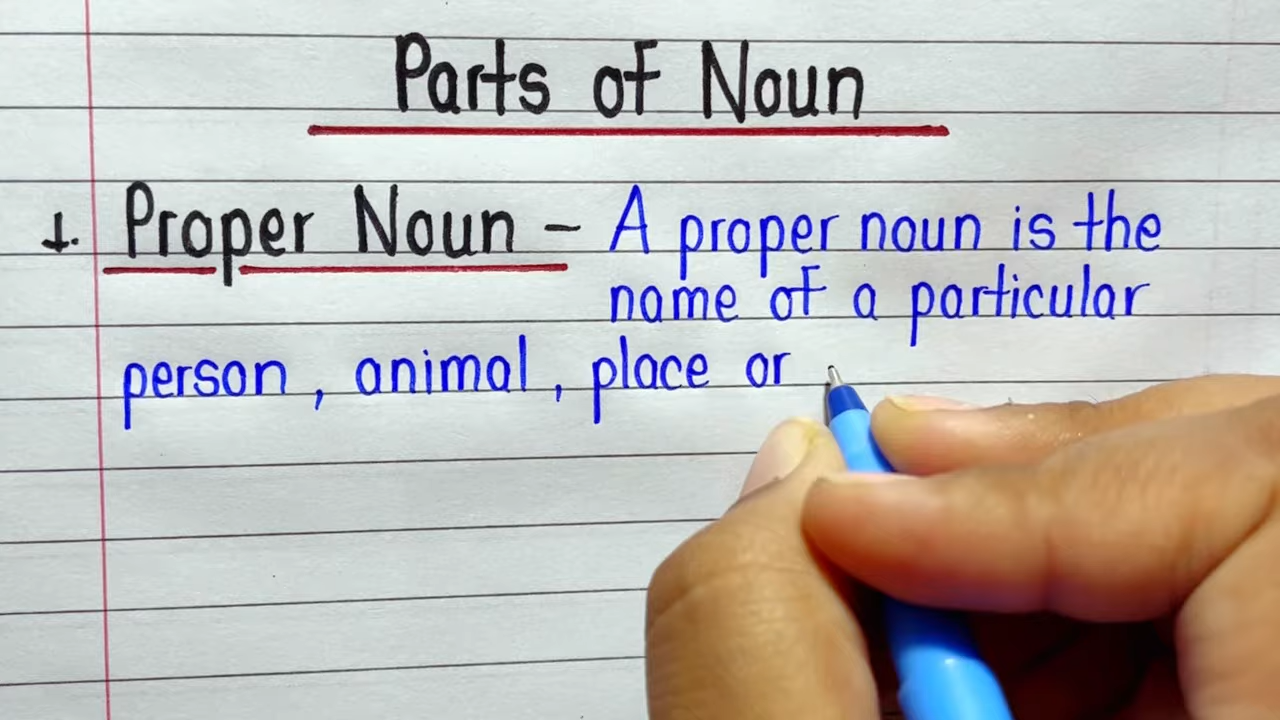 Parts of Noun
1. Proper Noun - A proper noun is the
name of a particular
person, animal, place or